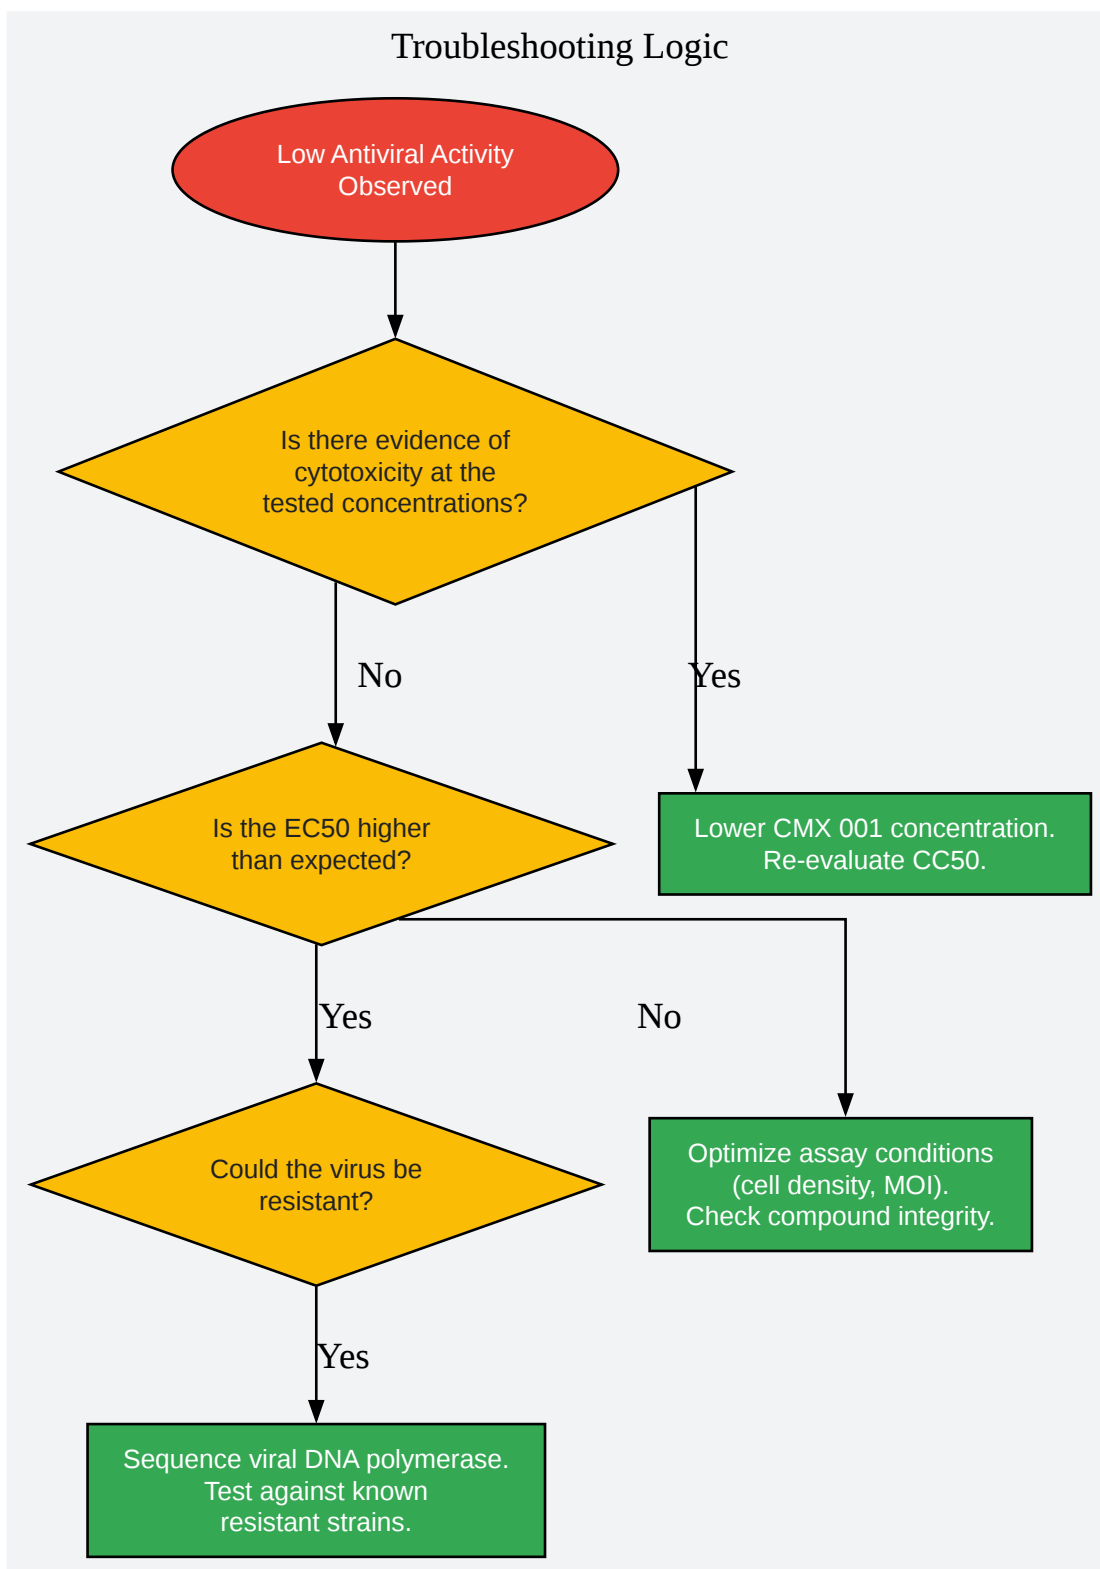 Troubleshooting Logic
Low Antiviral Activity
Observed
Is there evidence of
cytotoxicity at the
tested concentrations?
No
Yes
Is the EC50 higher
than expected?
Lower CMX 001 concentration.
Re-evaluate CC50.
Yes
No
Could the virus be
resistant?
Optimize assay conditions
(cell density, MOI).
Check compound integrity.
Yes
Sequence viral DNA polymerase.
Test against known
resistant strains.